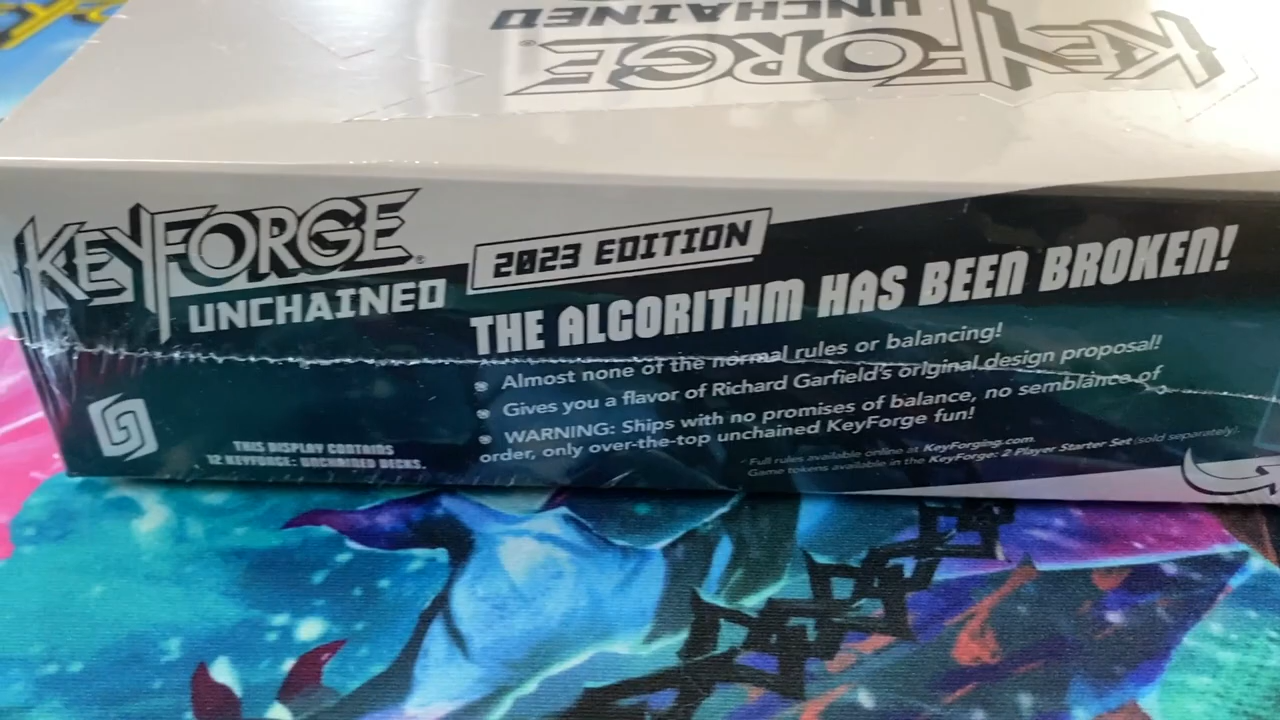 UNCHAINED
KEYFORGE
KEYFORGE
UNCHAINED
2023 EDITION
THE ALGORITHM HAS BEEN BROKEN!
Almost none of the normal rules or balancing!
Gives you a flavor of Richard Garfield's original design proposal!
WARNING: Ships with no promises of balance, no semblance of
order, only over-the-top unchained KeyForge fun!
Full rules available online at KeyForging.com.
Game tokens available in the KeyForge: 2 Player Starter Set (sold separately).
THIS DISPLAY CONTAINS
12 KEYFORGE: UNCHAINED DECKS.